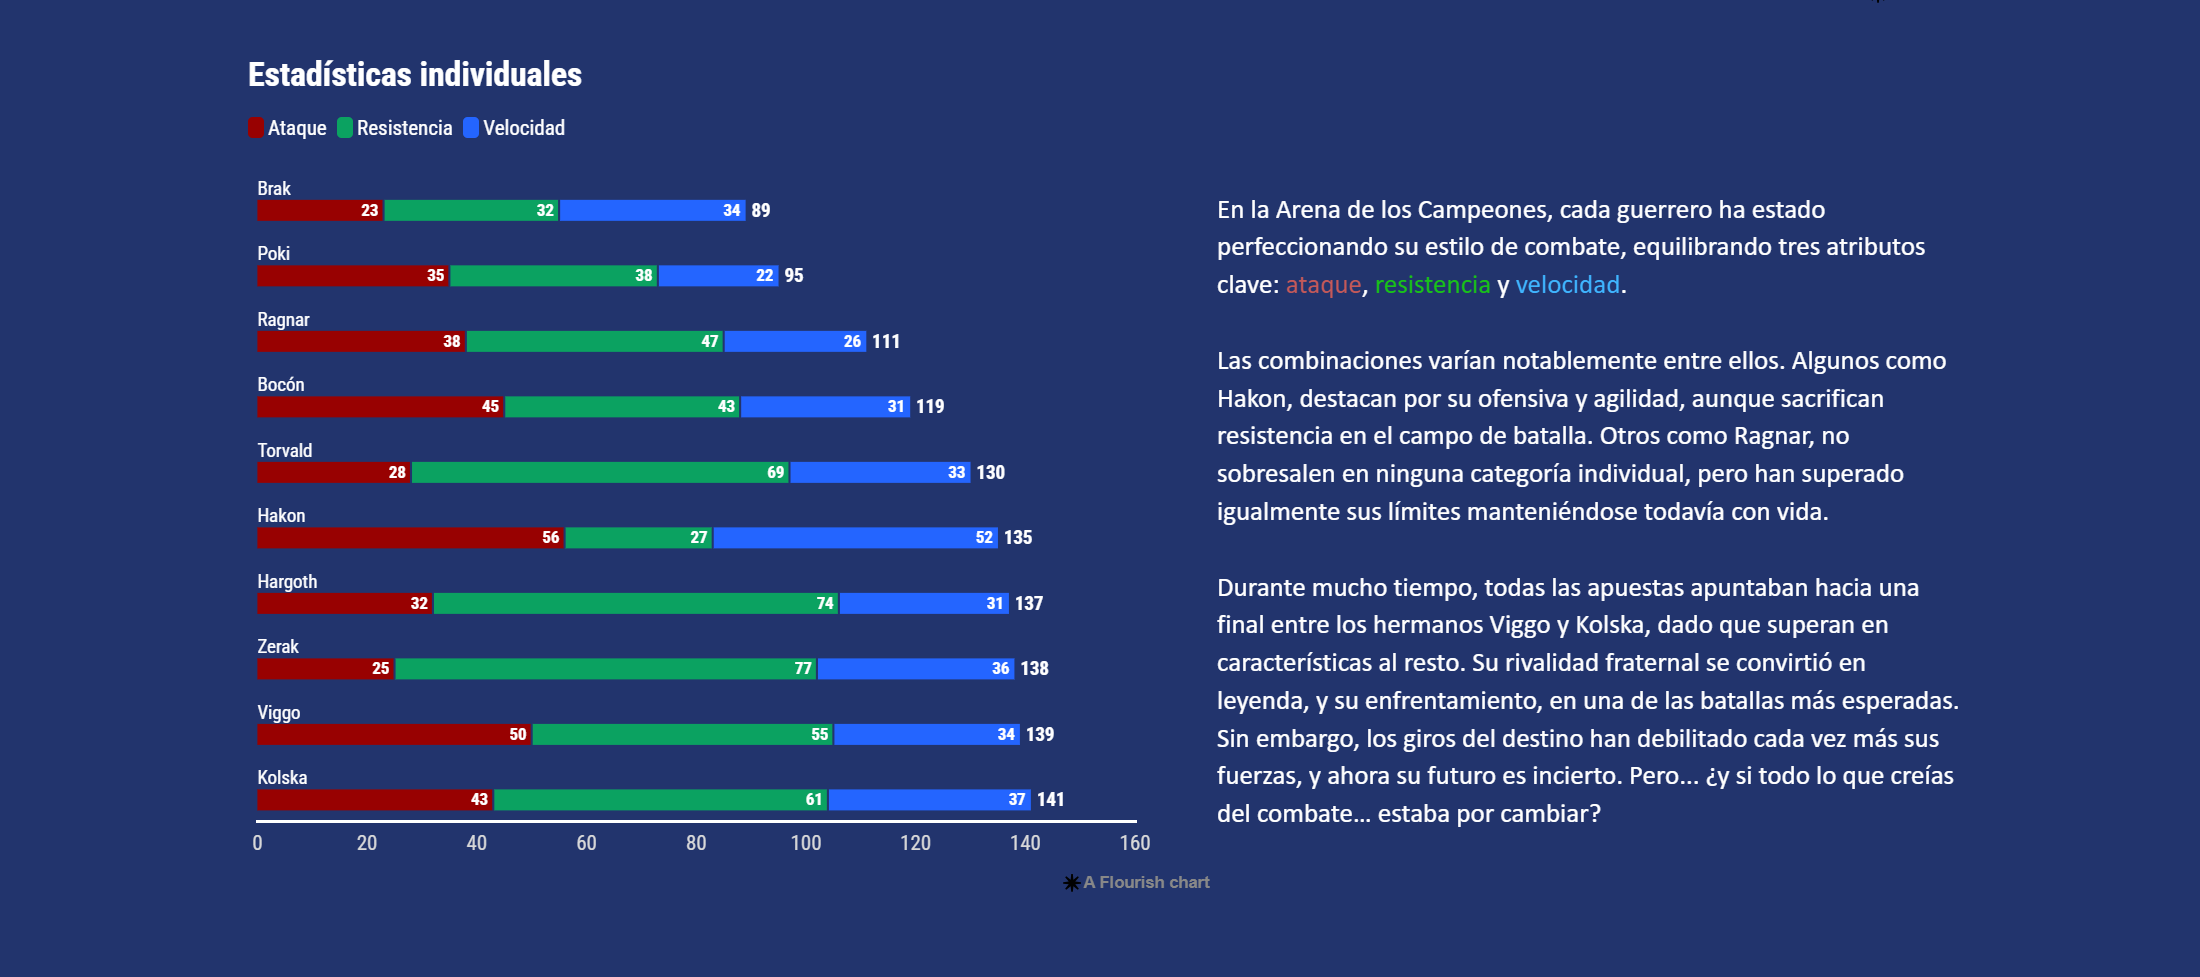 Estadísticas individuales
Ataque Resistencia Velocidad
Brak
23 32 34 89
Poki
35 38 22 95
Ragnar
38 47 26 111
Bocón
45 43 31 119
Torvald
28 69 33 130
Hakon
56 27 52 135
Hargoth
32 74 31 137
Zerak
25 77 36 138
Viggo
50 55 34 139
Kolska
43 61 37 141
0 20 40 60 80 100 120 140 160
A Flourish chart
En la Arena de los Campeones, cada guerrero ha estado
perfeccionando su estilo de combate, equilibrando tres atributos
clave: ataque, resistencia y velocidad.
Las combinaciones varían notablemente entre ellos. Algunos como
Hakon, destacan por su ofensiva y agilidad, aunque sacrifican
resistencia en el campo de batalla. Otros como Ragnar, no
sobresalen en ninguna categoría individual, pero han superado
igualmente sus límites manteniéndose todavía con vida.
Durante mucho tiempo, todas las apuestas apuntaban hacia una
final entre los hermanos Viggo y Kolska, dado que superan en
características al resto. Su rivalidad fraternal se convirtió en
leyenda, y su enfrentamiento, en una de las batallas más esperadas.
Sin embargo, los giros del destino han debilitado cada vez más sus
fuerzas, y ahora su futuro es incierto. Pero... ¿y si todo lo que creías
del combate... estaba por cambiar?